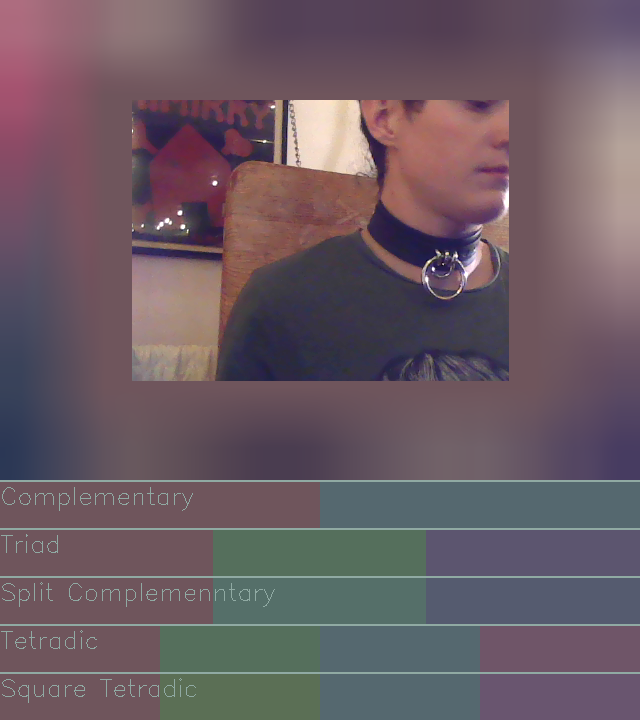 Complementary
Triad
Split Complemenntary
Tetradic
Square Tetradic